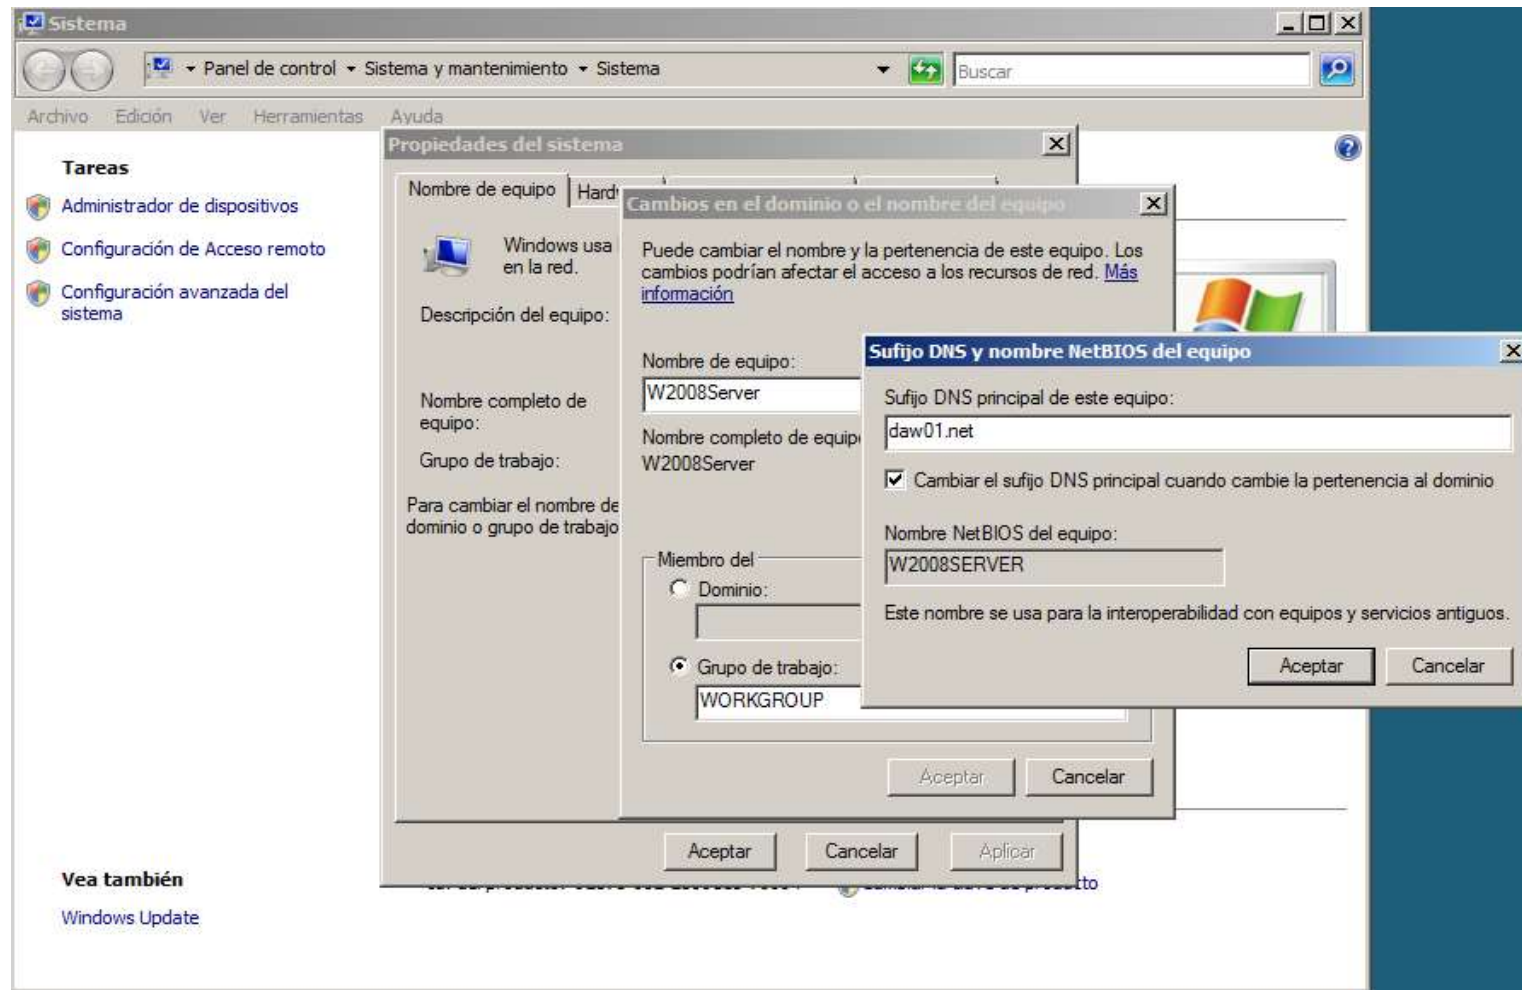 Sistema
Panel de control Sistema y mantenimiento Sistema
Buscar
Archivo Edición Ver Herramientas Ayuda
Tareas
Administrador de dispositivos
Configuración de Acceso remoto
Configuración avanzada del
sistema
Vea también
Windows Update
Propiedades del sistema
Nombre de equipo
Windows usa
en la red.
Descripción del equipo:
Nombre completo de
equipo:
Grupo de trabajo:
Para cambiar el nombre de
dominio o grupo de trabajo
Aceptar Cancelar Aplicar
Cambios en el dominio o el nombre del equipo
Puede cambiar el nombre y la pertenencia de este equipo. Los
cambios podrían afectar el acceso a los recursos de red. Más
información
Nombre de equipo:
W2008Server
Nombre completo de
W2008Server
Miembro del
Dominio:
Grupo de trabajo:
WORKGROUP
Aceptar Cancelar
Sufijo DNS y nombre NetBIOS del equipo
Sufijo DNS principal de este equipo:
daw01.net
Cambiar el sufijo DNS principal cuando cambie la pertenencia al dominio
Nombre NetBIOS del equipo:
W2008SERVER
Este nombre se usa para la interoperabilidad con equipos y servicios antiguos.
Aceptar Cancelar